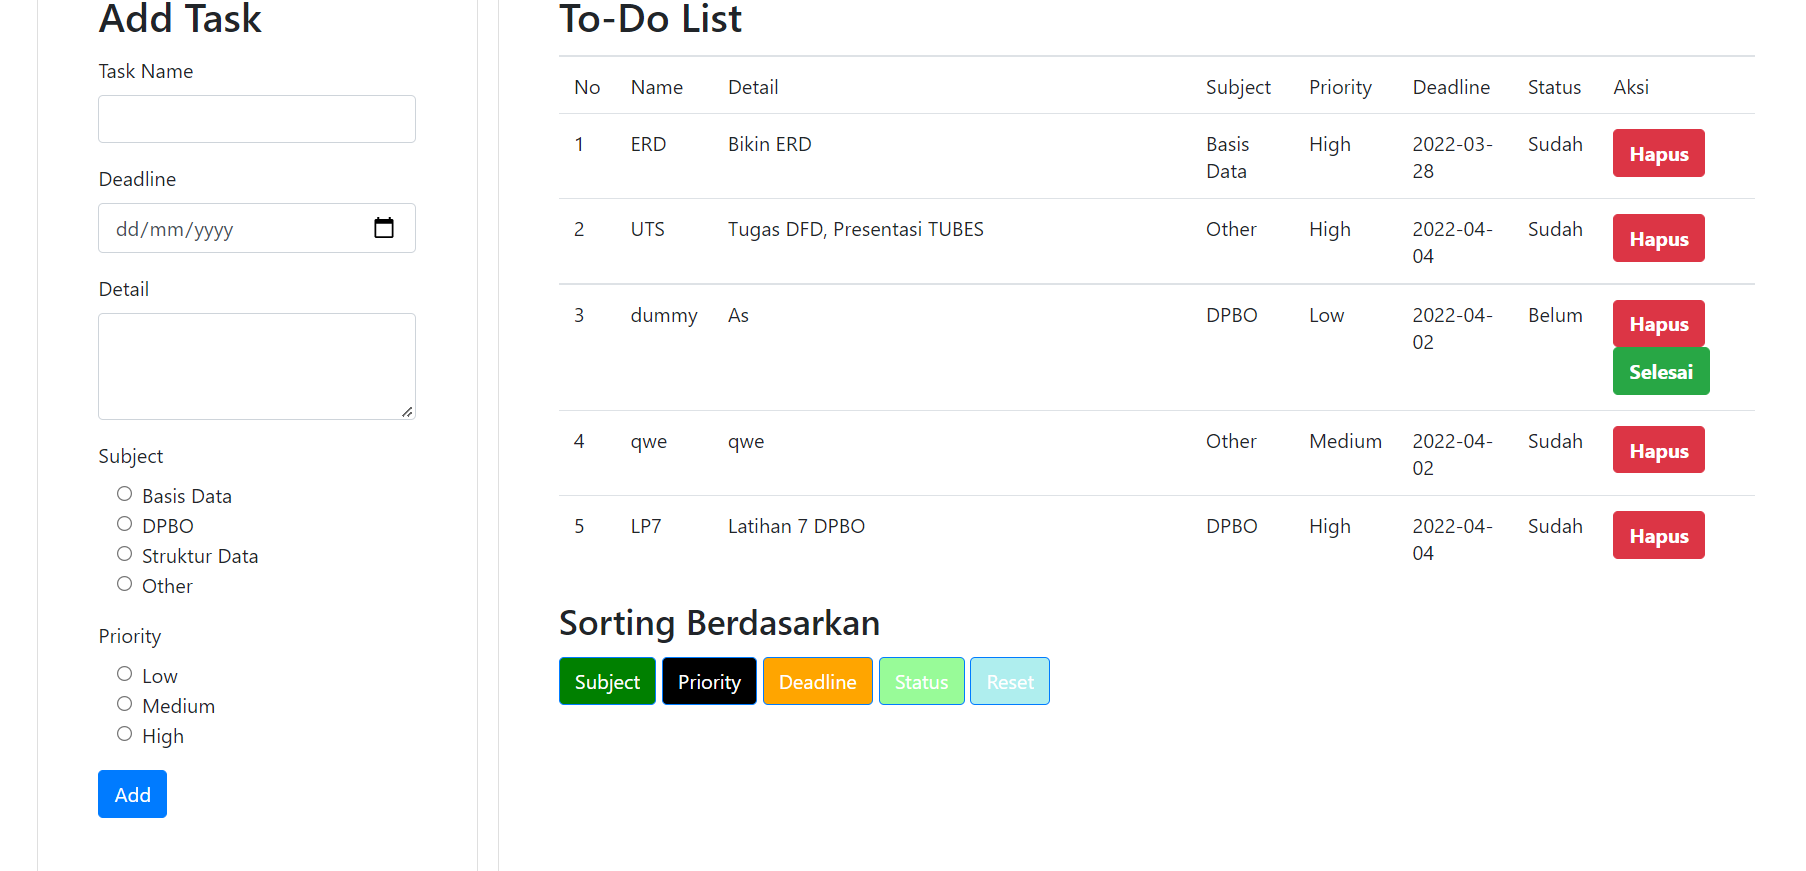 Add Task
Task Name
Deadline
dd/mm/yyyy
Detail
Subject
Basis Data
DPBO
Struktur Data
Other
Priority
Low
Medium
High
Add
To-Do List
No Name Detail Subject Priority Deadline Status Aksi
1 ERD Bikin ERD Basis Data High 2022-03-28 Sudah Hapus
2 UTS Tugas DFD, Presentasi TUBES Other High 2022-04-04 Sudah Hapus
3 dummy As DPBO Low 2022-04-02 Belum Hapus
Selesai
4 qwe qwe Other Medium 2022-04-02 Sudah Hapus
5 LP7 Latihan 7 DPBO DPBO High 2022-04-04 Sudah Hapus
Sorting Berdasarkan
Subject Priority Deadline Status Reset